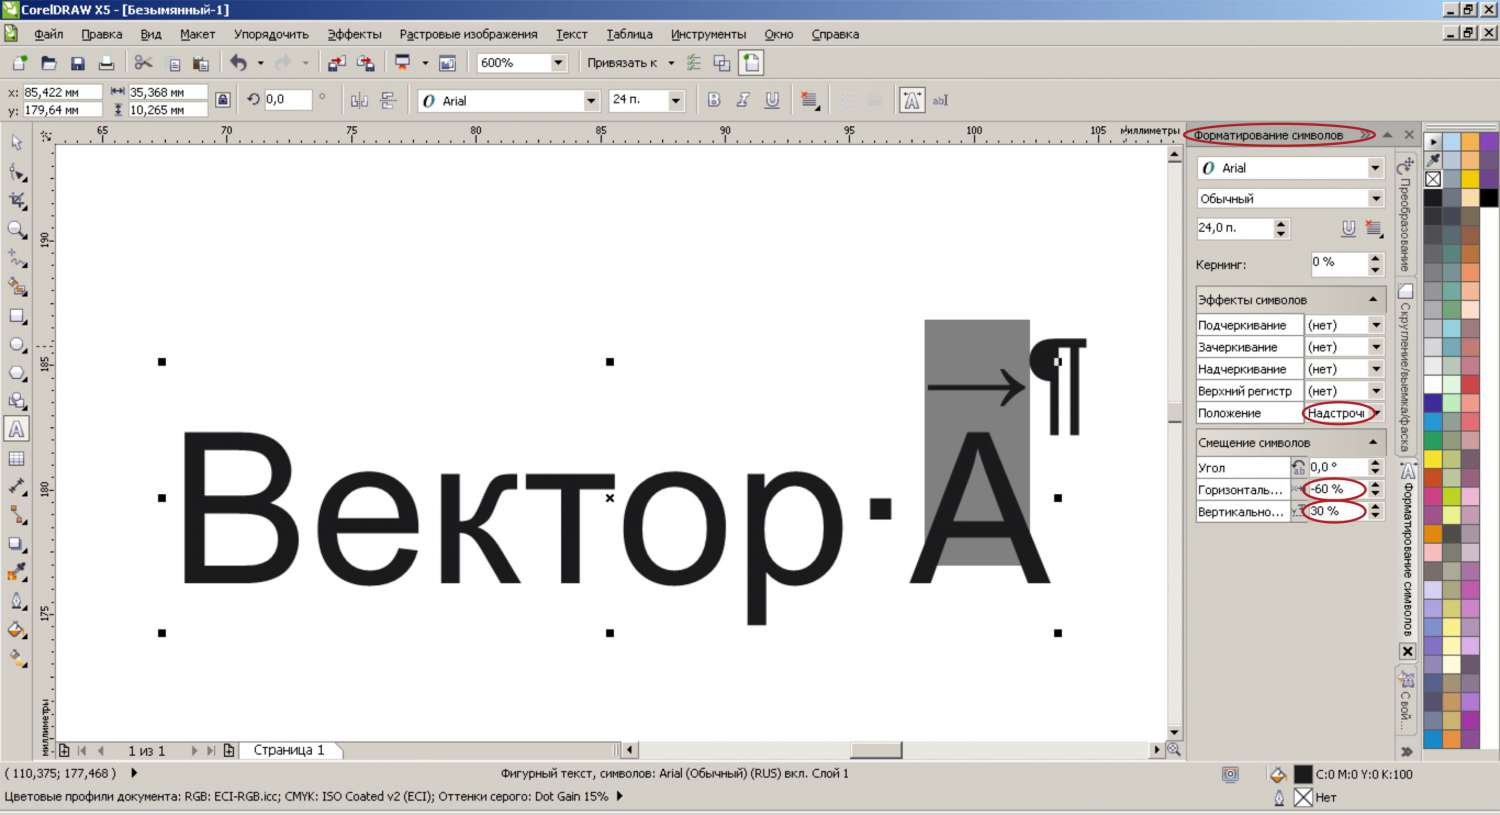 CorelDRAW X5 - [Безымянный-1]
Файл Правка Вид Макет Упорядочить Эффекты Растровые изображения Текст Таблица Инструменты Окно Справка
600% Привязать к
x: 85,422 мм 35,368 мм 0,0 ° Arial 24 п. abI
y: 179,64 мм 10,265 мм
65 70 75 80 85 90 95 100 105 миллиметры
190
185
180
175
миллиметры
Вектор·А→¶
Форматирование символов
Arial
Обычный
24,0 п.
Кернинг: 0 %
Эффекты символов
Подчеркивание (нет)
Зачеркивание (нет)
Надчеркивание (нет)
Верхний регистр (нет)
Положение Надстроч
Смещение символов
Угол 0,0 °
Горизонталь... -60 %
Вертикально... 30 %
Преобразование
Скругление/выемка/фаска
Форматирование символов
Свой...
1 из 1 Страница 1
( 110,375; 177,468 ) Фигурный текст, символов: Arial (Обычный) (RUS) вкл. Слой 1 C:0 M:0 Y:0 K:100
Цветовые профили документа: RGB: ECI-RGB.icc; CMYK: ISO Coated v2 (ECI); Оттенки серого: Dot Gain 15% Нет